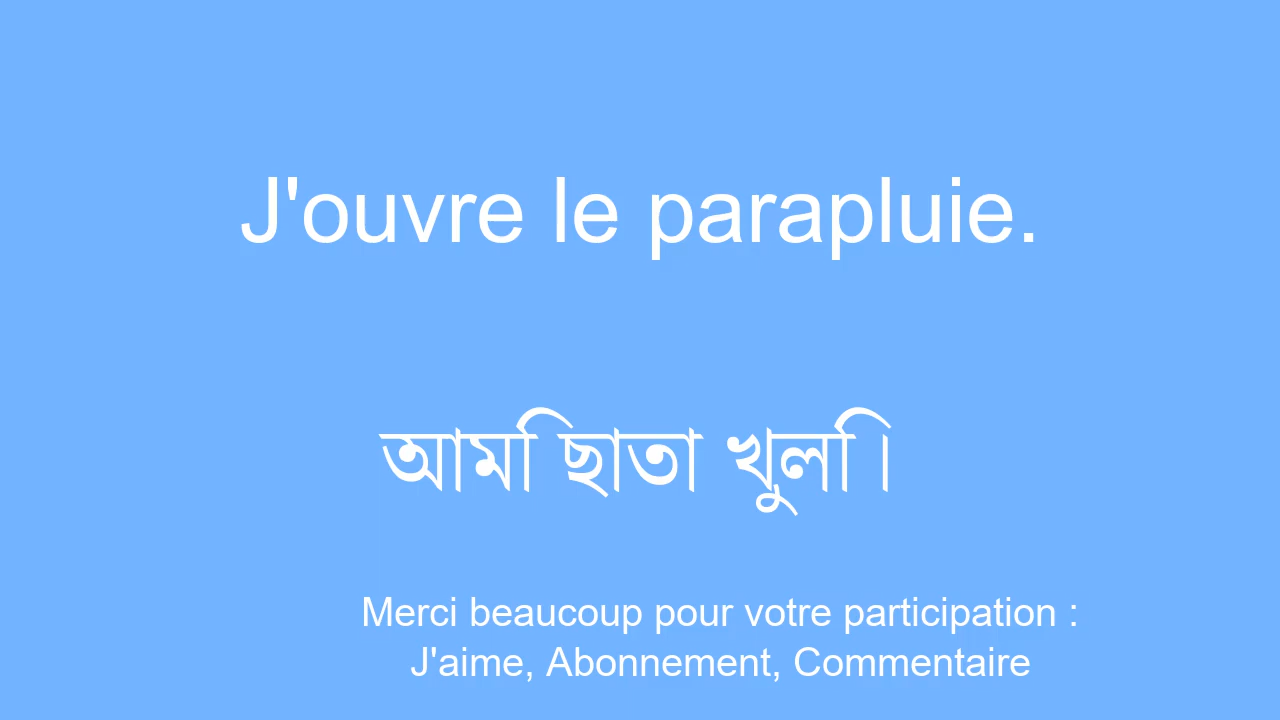 J'ouvre le parapluie.
আমি ছাতা খুলি।
Merci beaucoup pour votre participation :
J'aime, Abonnement, Commentaire